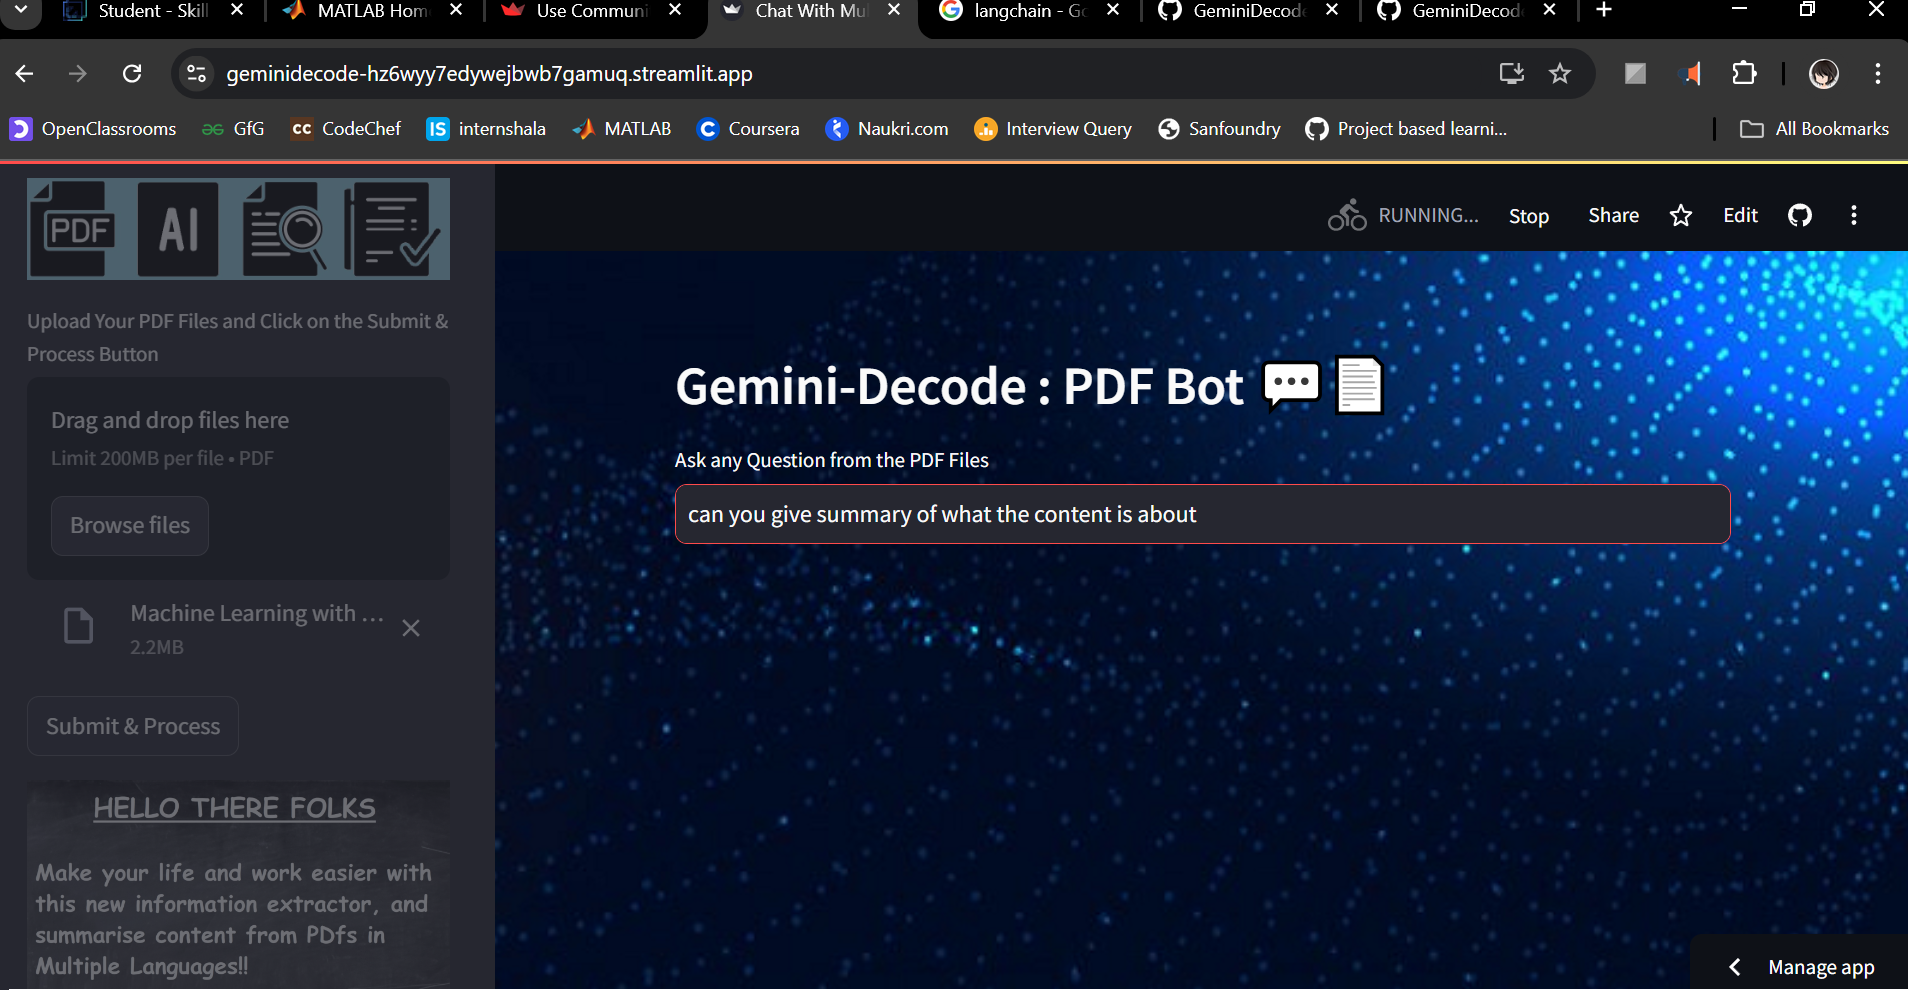 Student - Skill
MATLAB Hom
Use Communi
Chat With Mul
langchain - Go
GeminiDecode
GeminiDecod
geminidecode-hz6wyy7edywejbwb7gamuq.streamlit.app
OpenClassrooms
GfG
CodeChef
internshala
MATLAB
Coursera
Naukri.com
Interview Query
Sanfoundry
Project based learni...
All Bookmarks
PDF
AI
Upload Your PDF Files and Click on the Submit &
Process Button
Drag and drop files here
Limit 200MB per file • PDF
Browse files
Machine Learning with ...
2.2MB
Submit & Process
HELLO THERE FOLKS
Make your life and work easier with
this new information extractor, and
summarise content from PDfs in
Multiple Languages!!
RUNNING...
Stop
Share
Edit
Gemini-Decode : PDF Bot
Ask any Question from the PDF Files
can you give summary of what the content is about
Manage app